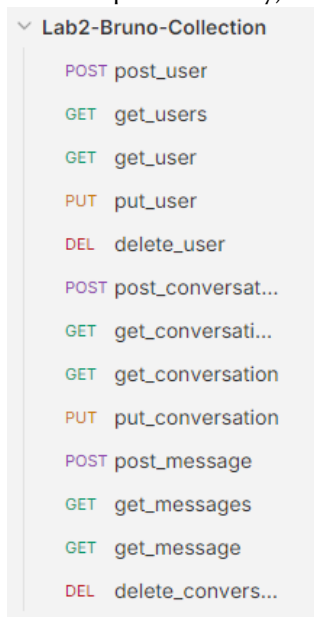 Lab2-Bruno-Collection
POST post_user
GET get_users
GET get_user
PUT put_user
DEL delete_user
POST post_conversat...
GET get_conversati...
GET get_conversation
PUT put_conversation
POST post_message
GET get_messages
GET get_message
DEL delete_convers...